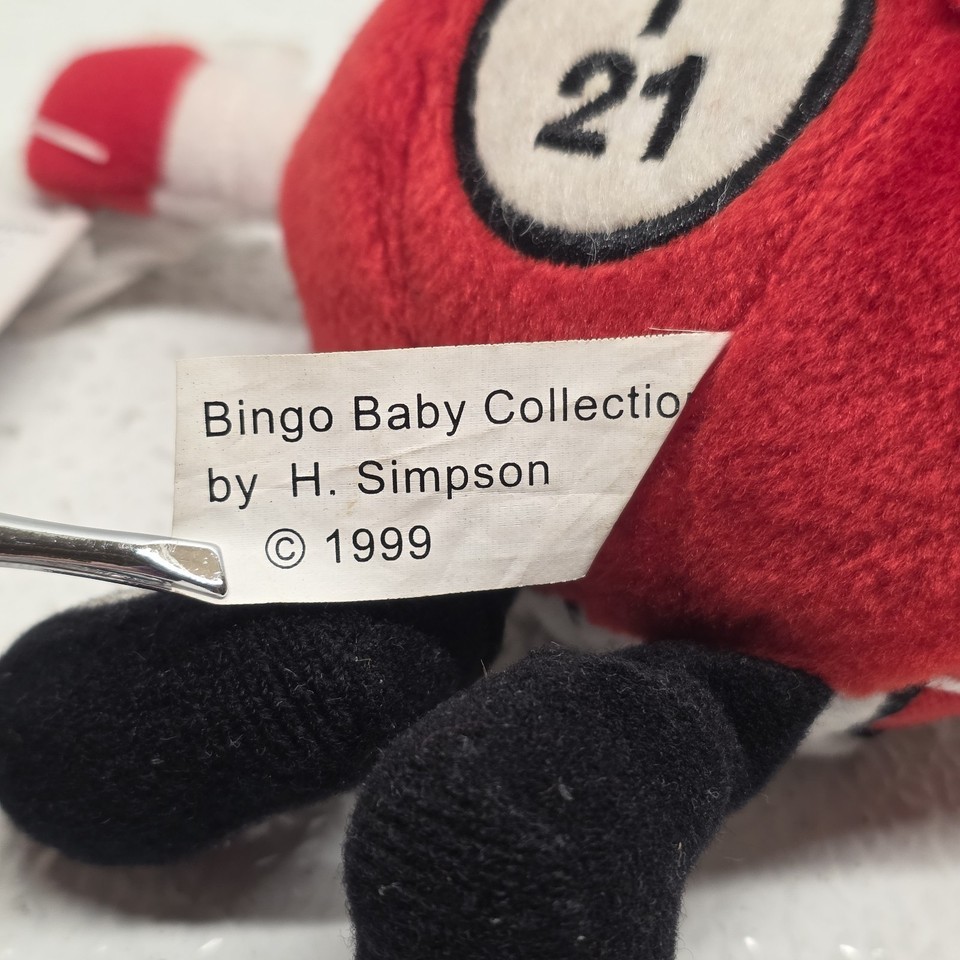 21
Bingo Baby Collectio
by H. Simpson
© 1999